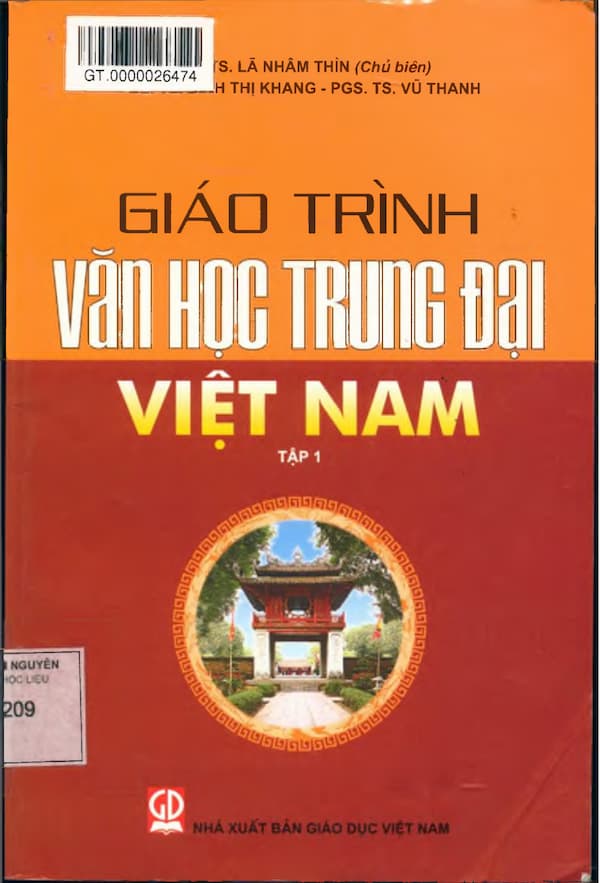 GT.0000026474
TS. LÃ NHÂM THÌN (Chủ biên)
THỊ KHANG - PGS. TS. VŨ THANH
GIÁO TRÌNH
VĂN HỌC TRUNG ĐẠI
VIỆT NAM
TẬP 1
NGUYÊN
HỌC LIỆU
209
GD
NHÀ XUẤT BẢN GIÁO DỤC VIỆT NAM